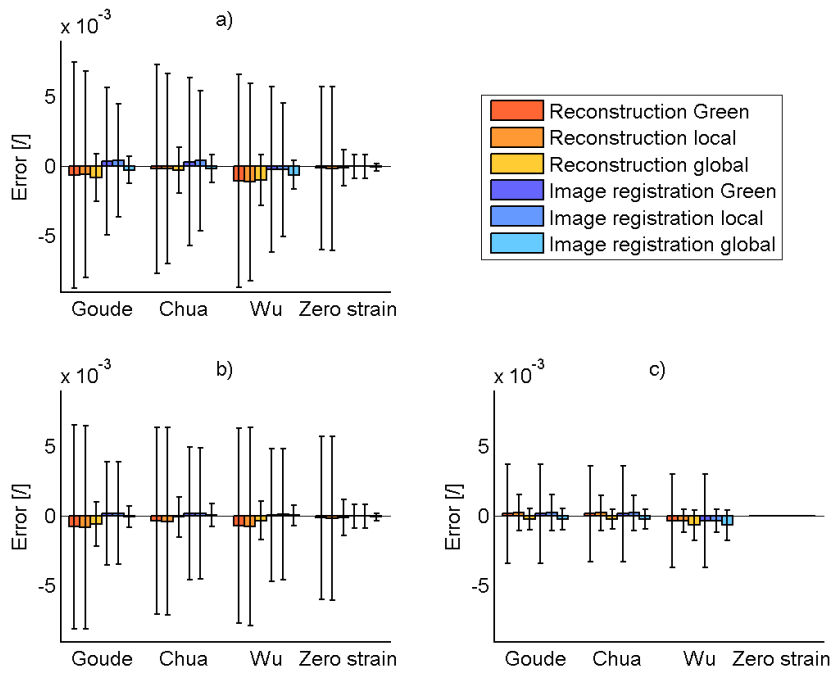 a)
x 10-3
5
0
-5
Error [/]
Goude Chua Wu Zero strain
Reconstruction Green
Reconstruction local
Reconstruction global
Image registration Green
Image registration local
Image registration global
b)
x 10-3
5
0
-5
Error [/]
Goude Chua Wu Zero strain
c)
x 10-3
5
0
-5
Error [/]
Goude Chua Wu Zero strain